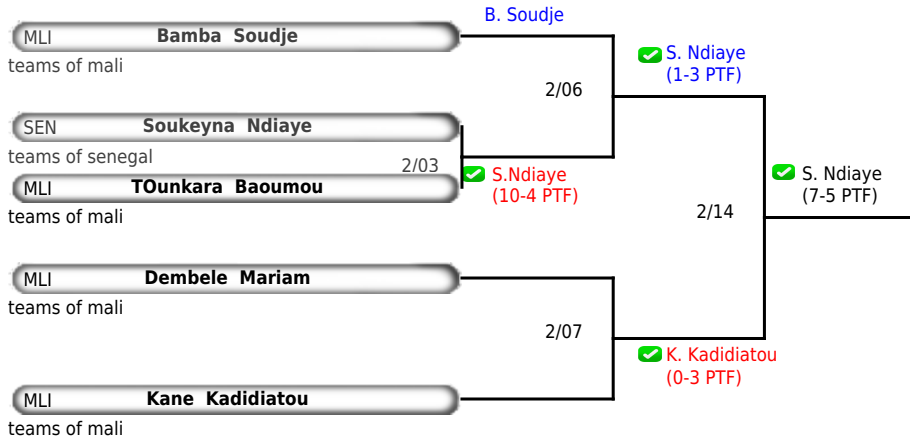 B. Soudje
MLI Bamba Soudje
teams of mali
S. Ndiaye
(1-3 PTF)
2/06
SEN Soukeyna Ndiaye
teams of senegal
2/03
S.Ndiaye
(10-4 PTF)
MLI TOunkara Baoumou
teams of mali
S. Ndiaye
(7-5 PTF)
2/14
MLI Dembele Mariam
teams of mali
2/07
K. Kadidiatou
(0-3 PTF)
MLI Kane Kadidiatou
teams of mali